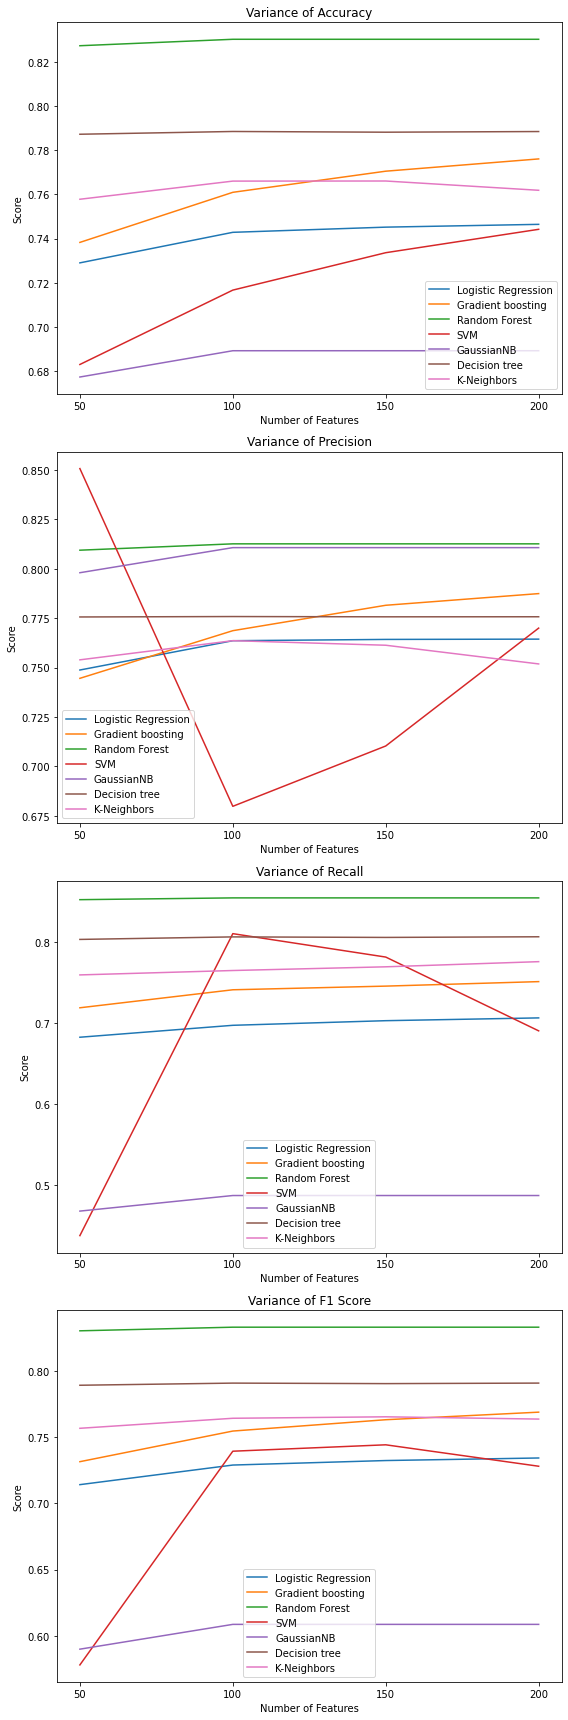 Variance of Accuracy
Score
0.82
0.80
0.78
0.76
0.74
0.72
0.70
0.68
Logistic Regression
Gradient boosting
Random Forest
SVM
GaussianNB
Decision tree
K-Neighbors
50
100
150
200
Number of Features
Variance of Precision
Score
0.850
0.825
0.800
0.775
0.750
0.725
0.700
0.675
Logistic Regression
Gradient boosting
Random Forest
SVM
GaussianNB
Decision tree
K-Neighbors
50
100
150
200
Number of Features
Variance of Recall
Score
0.8
0.7
0.6
0.5
Logistic Regression
Gradient boosting
Random Forest
SVM
GaussianNB
Decision tree
K-Neighbors
50
100
150
200
Number of Features
Variance of F1 Score
Score
0.80
0.75
0.70
0.65
0.60
Logistic Regression
Gradient boosting
Random Forest
SVM
GaussianNB
Decision tree
K-Neighbors
50
100
150
200
Number of Features